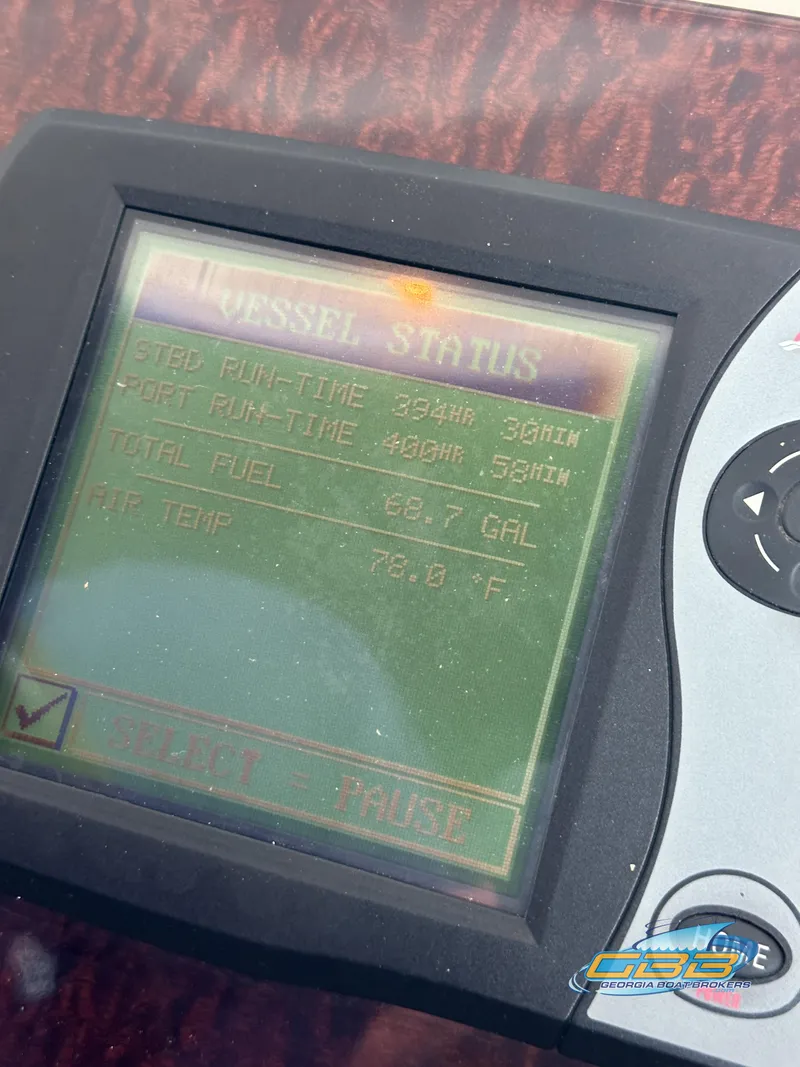 VESSEL STATUS
STBD RUN-TIME 394HR 30MIN
PORT RUN-TIME 400HR 58MIN
TOTAL FUEL 68.7 GAL
AIR TEMP 78.0 °F
SELECT = PAUSE
HOME
GBB
GEORGIA BOAT BROKERS